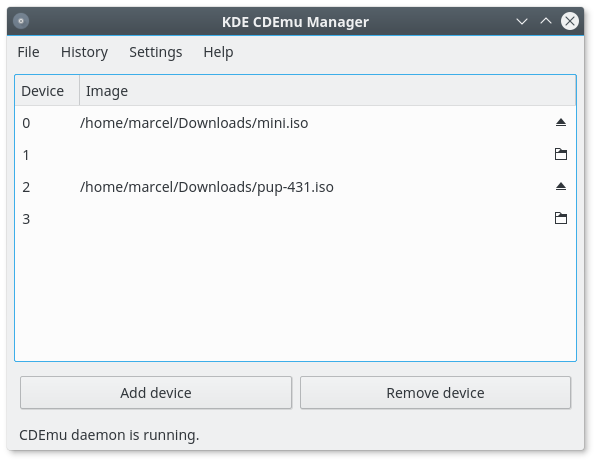 KDE CDEmu Manager
File History Settings Help
Device Image
0 /home/marcel/Downloads/mini.iso
1
2 /home/marcel/Downloads/pup-431.iso
3
Add device Remove device
CDEmu daemon is running.